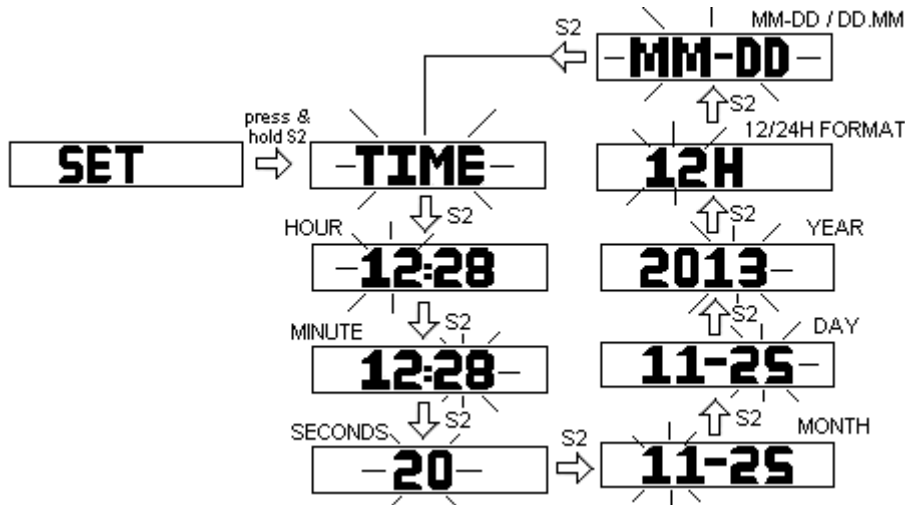 MM-DD / DD.MM
S2
MM-DD
S2
press &
hold S2
12/24H FORMAT
SET
TIME
12H
S2
S2
HOUR
YEAR
12:28
2013
S2
S2
MINUTE
DAY
12:28
11-25
S2
S2
SECONDS
S2
MONTH
20
11-25